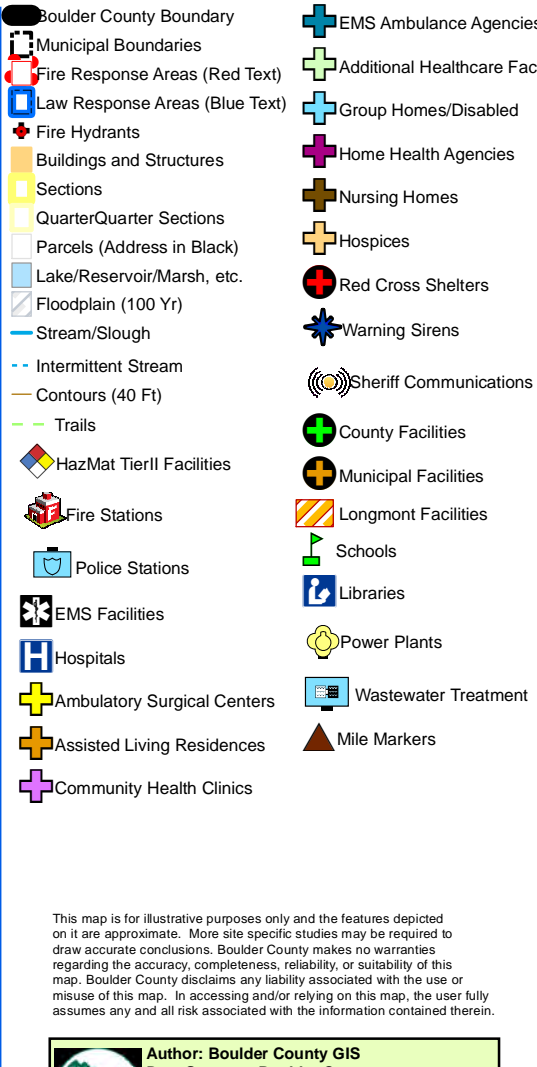 Boulder County Boundary
Municipal Boundaries
Fire Response Areas (Red Text)
Law Response Areas (Blue Text)
Fire Hydrants
Buildings and Structures
Sections
QuarterQuarter Sections
Parcels (Address in Black)
Lake/Reservoir/Marsh, etc.
Floodplain (100 Yr)
Stream/Slough
Intermittent Stream
Contours (40 Ft)
Trails
HazMat TierII Facilities
Fire Stations
Police Stations
EMS Facilities
Hospitals
Ambulatory Surgical Centers
Assisted Living Residences
Community Health Clinics
EMS Ambulance Agencies
Additional Healthcare Fac
Group Homes/Disabled
Home Health Agencies
Nursing Homes
Hospices
Red Cross Shelters
Warning Sirens
Sheriff Communications
County Facilities
Municipal Facilities
Longmont Facilities
Schools
Libraries
Power Plants
Wastewater Treatment
Mile Markers
This map is for illustrative purposes only and the features depicted
on it are approximate. More site specific studies may be required to
draw accurate conclusions. Boulder County makes no warranties
regarding the accuracy, completeness, reliability, or suitability of this
map. Boulder County disclaims any liability associated with the use or
misuse of this map. In accessing and/or relying on this map, the user fully
assumes any and all risk associated with the information contained therein.
Author: Boulder County GIS